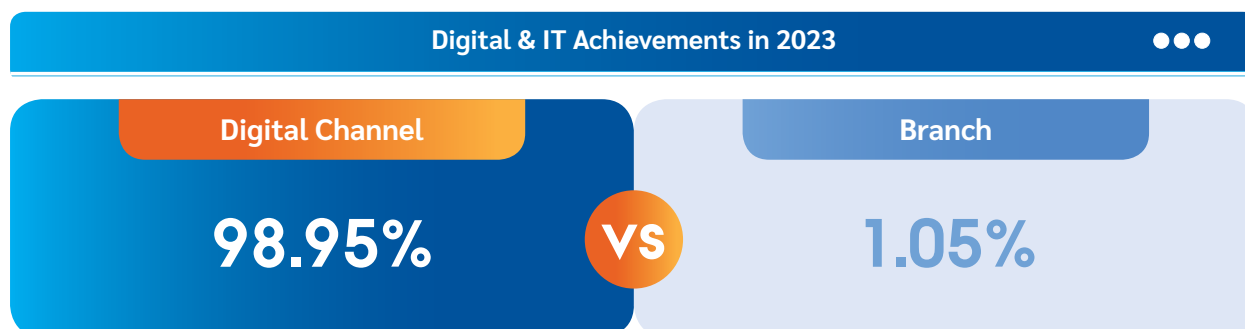 Digital & IT Achievements in 2023
Digital Channel
98.95%
VS
Branch
1.05%